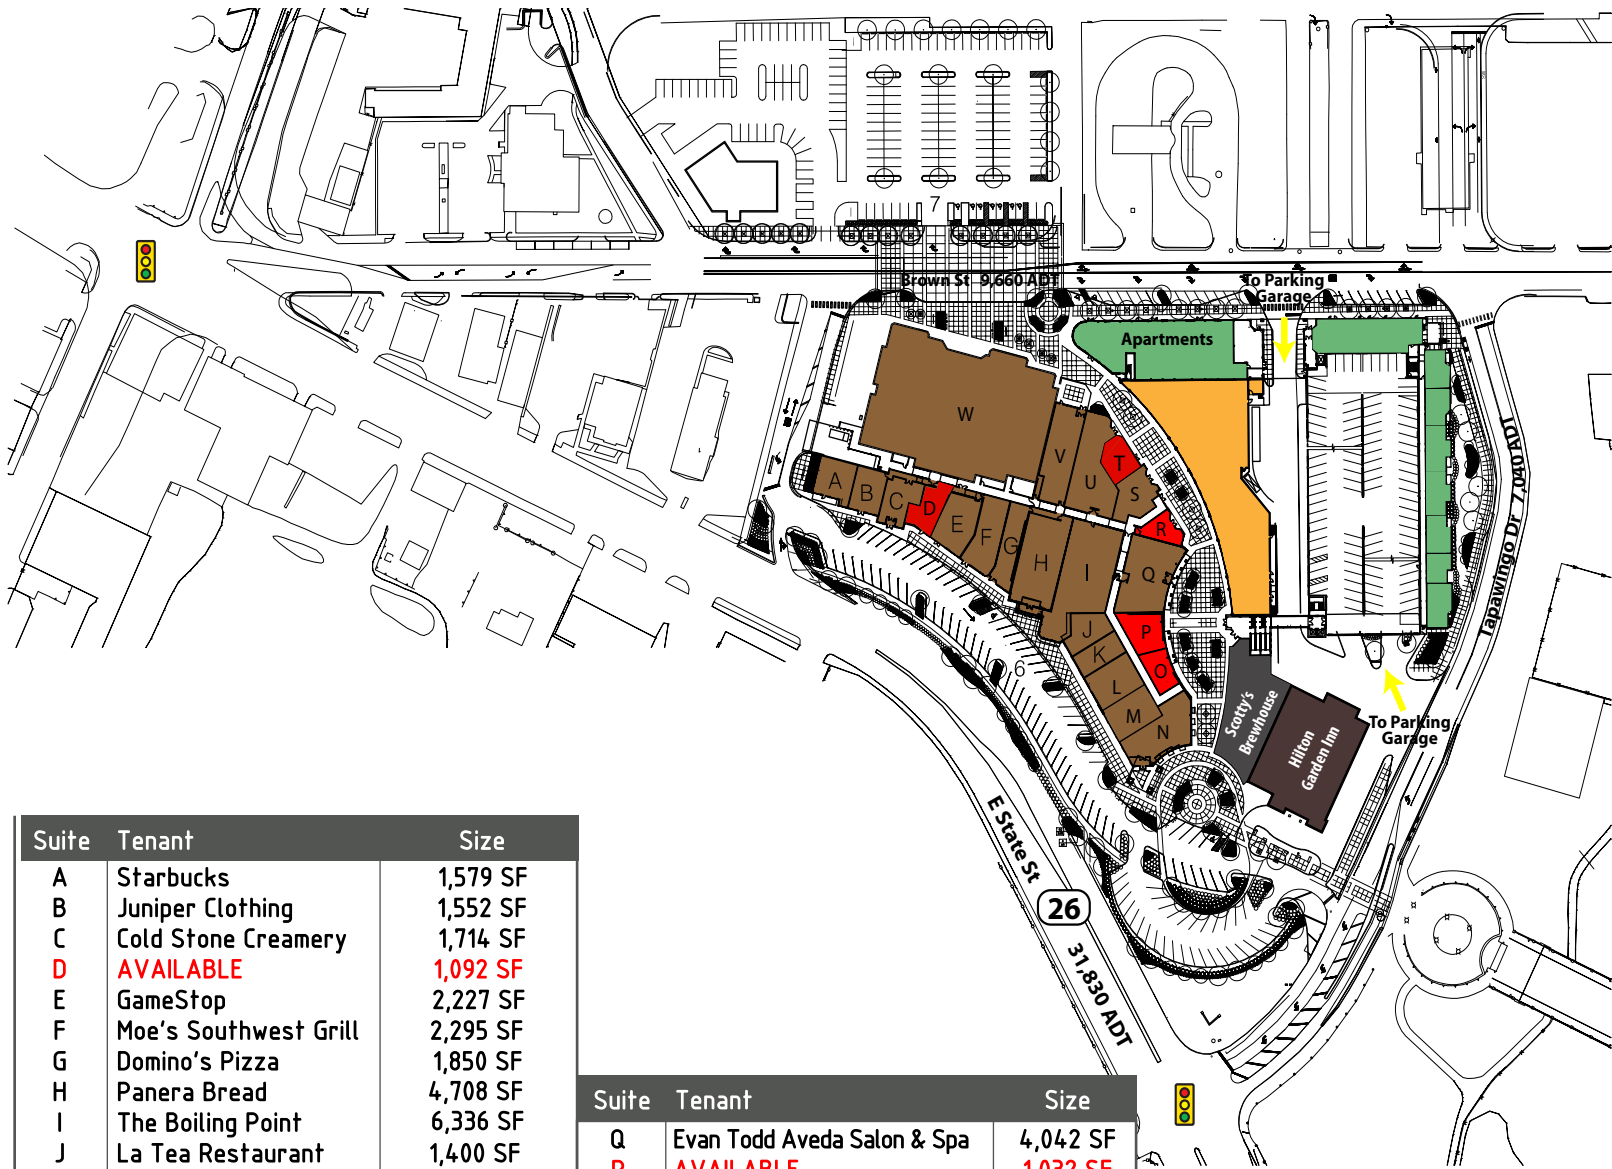 7
Brown St 9,660 ADT
To Parking
Garage
Apartments
W
V
U
T
S
A
B
C
D
E
F
G
H
I
R
Q
J
K
L
M
N
P
O
6
Tapawingo Dr 7,040 ADT
Scotty's
Brewhouse
Hilton
Garden Inn
To Parking
Garage
E State St
26
31,830 ADT
Suite Tenant Size
A Starbucks 1,579 SF
B Juniper Clothing 1,552 SF
C Cold Stone Creamery 1,714 SF
D AVAILABLE 1,092 SF
E GameStop 2,227 SF
F Moe's Southwest Grill 2,295 SF
G Domino's Pizza 1,850 SF
H Panera Bread 4,708 SF
I The Boiling Point 6,336 SF
J La Tea Restaurant 1,400 SF
Suite Tenant Size
Q Evan Todd Aveda Salon & Spa 4,042 SF
R AVAILABLE 1,032 SF